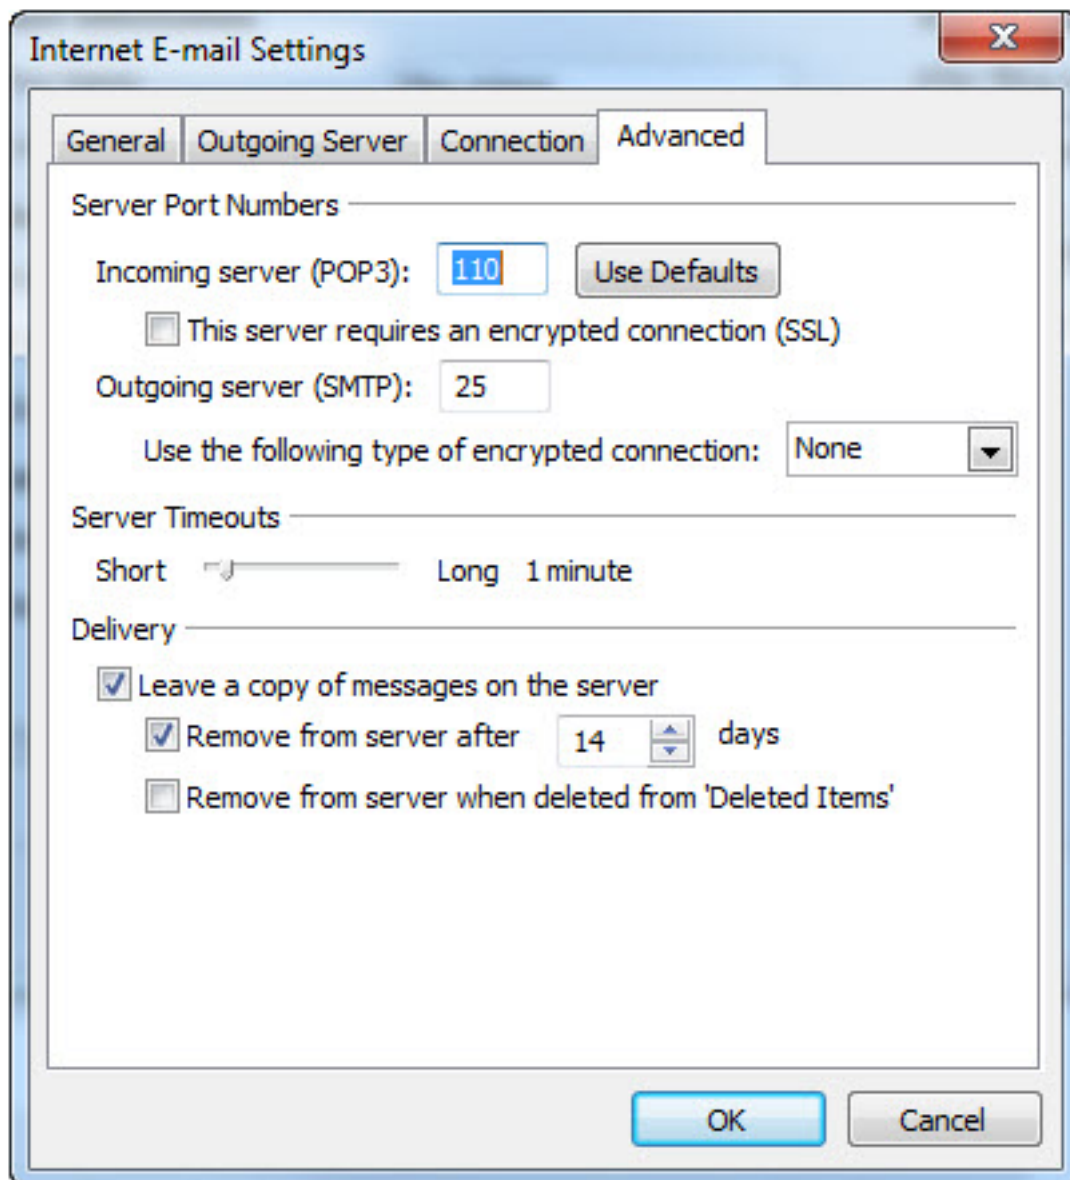 Internet E-mail Settings
General Outgoing Server Connection Advanced
Server Port Numbers
Incoming server (POP3): 110 Use Defaults
This server requires an encrypted connection (SSL)
Outgoing server (SMTP): 25
Use the following type of encrypted connection: None
Server Timeouts
Short Long 1 minute
Delivery
Leave a copy of messages on the server
Remove from server after 14 days
Remove from server when deleted from 'Deleted Items'
OK Cancel